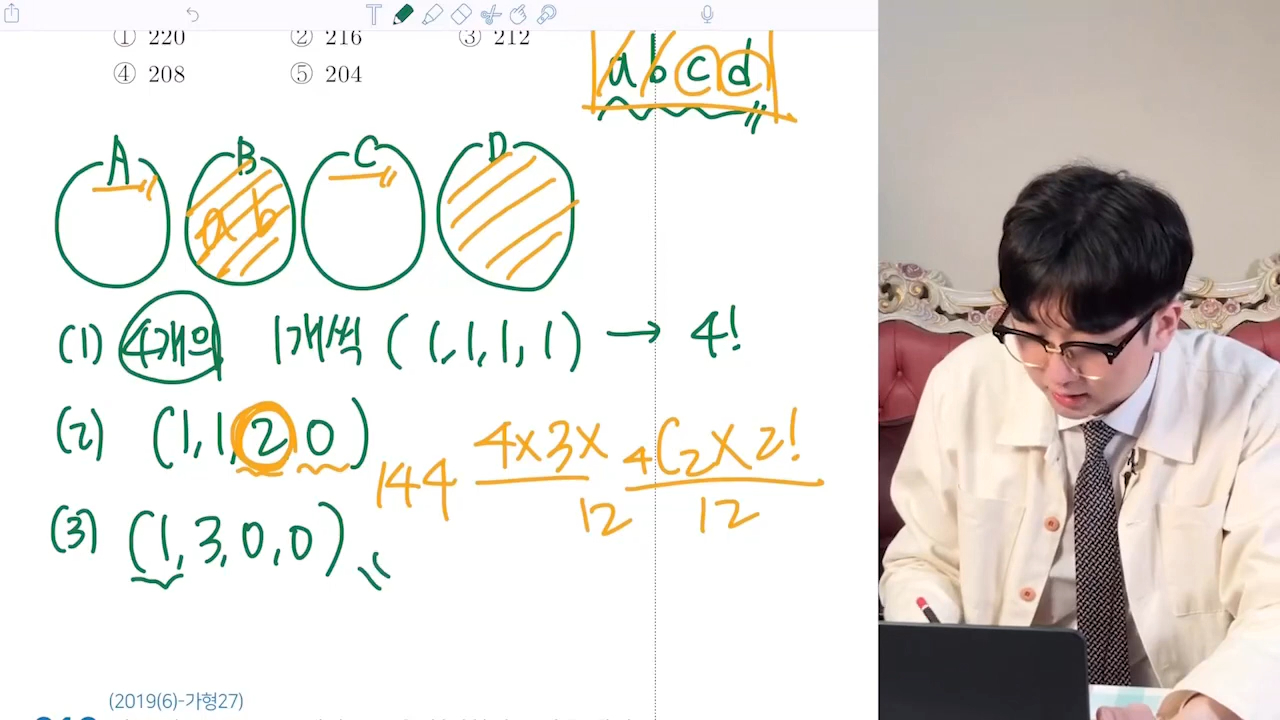 ① 220 ② 216 ③ 212
④ 208 ⑤ 204
a b c d
A B C D
a b
(1) 4개의 1개씩 (1, 1, 1, 1) → 4!
(2) (1, 1, 2, 0) 144 4×3× ₄C₂×2!
12 12
(3) (1, 3, 0, 0)
(2019(6)-가형27)